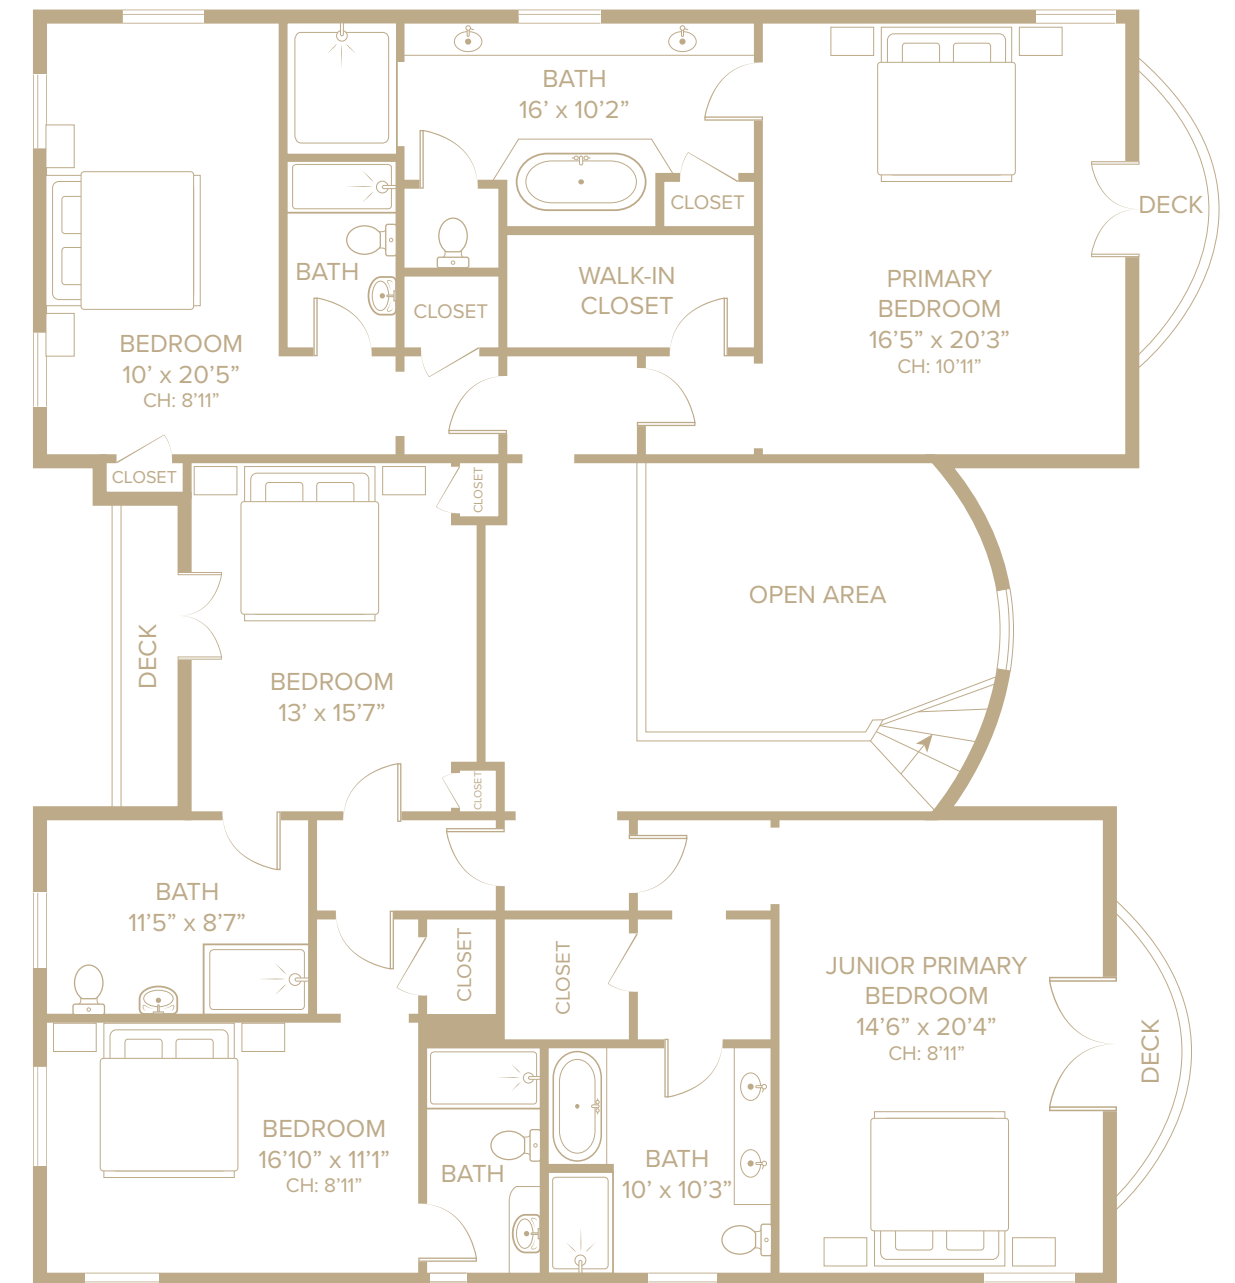 BATH
16’ x 10’2”
CLOSET
DECK
BATH
WALK-IN
CLOSET
CLOSET
PRIMARY
BEDROOM
16’5” x 20’3”
CH: 10’11”
BEDROOM
10’ x 20’5”
CH: 8’11”
CLOSET
CLOSET
OPEN AREA
DECK
BEDROOM
13’ x 15’7”
CLOSET
BATH
11’5” x 8’7”
CLOSET
CLOSET
JUNIOR PRIMARY
BEDROOM
14’6” x 20’4”
CH: 8’11”
DECK
BEDROOM
16’10” x 11’1”
CH: 8’11”
BATH
BATH
10’ x 10’3”